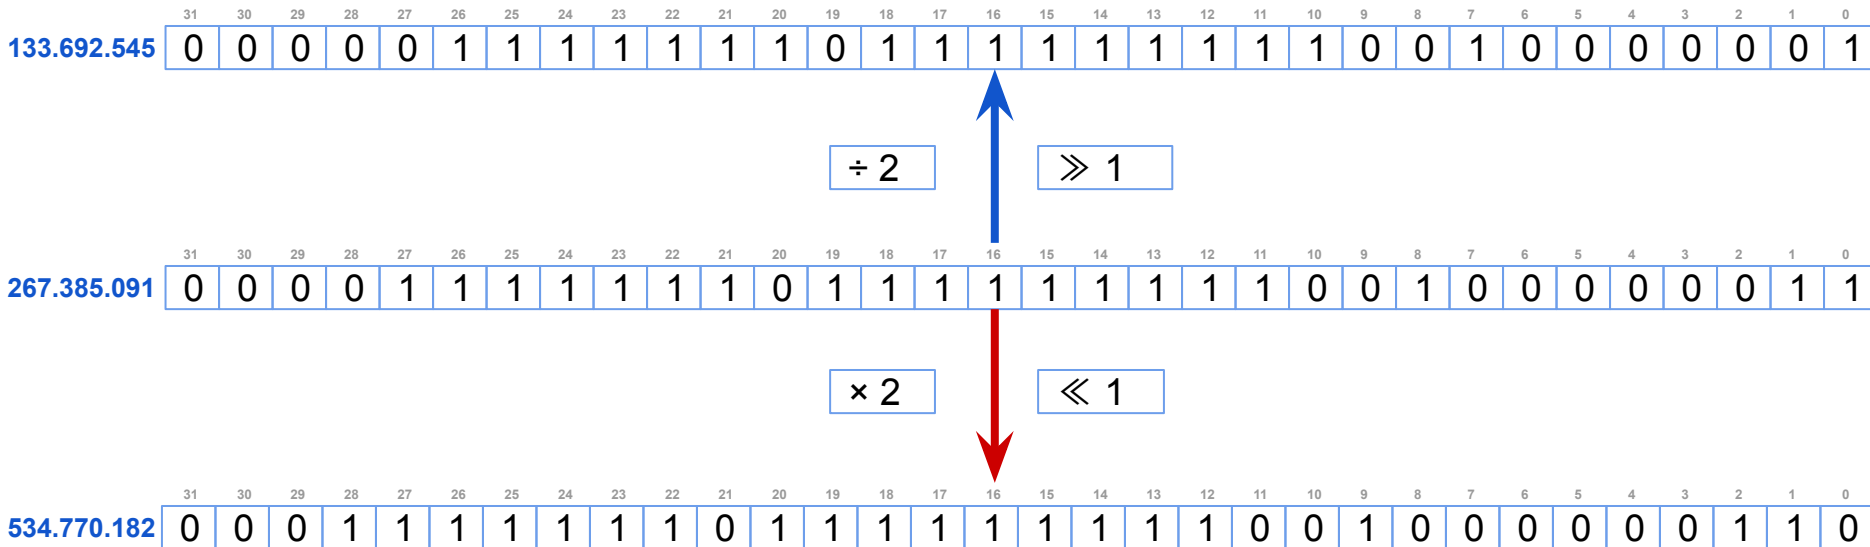 31 30 29 28 27 26 25 24 23 22 21 20 19 18 17 16 15 14 13 12 11 10 9 8 7 6 5 4 3 2 1 0
133.692.545 0 0 0 0 0 1 1 1 1 1 1 1 0 1 1 1 1 1 1 1 1 1 0 0 1 0 0 0 0 0 0 1
÷ 2 ≫ 1
31 30 29 28 27 26 25 24 23 22 21 20 19 18 17 16 15 14 13 12 11 10 9 8 7 6 5 4 3 2 1 0
267.385.091 0 0 0 0 1 1 1 1 1 1 1 0 1 1 1 1 1 1 1 1 1 0 0 1 0 0 0 0 0 0 1 1
× 2 ≪ 1
31 30 29 28 27 26 25 24 23 22 21 20 19 18 17 16 15 14 13 12 11 10 9 8 7 6 5 4 3 2 1 0
534.770.182 0 0 0 1 1 1 1 1 1 1 0 1 1 1 1 1 1 1 1 1 0 0 1 0 0 0 0 0 0 1 1 0